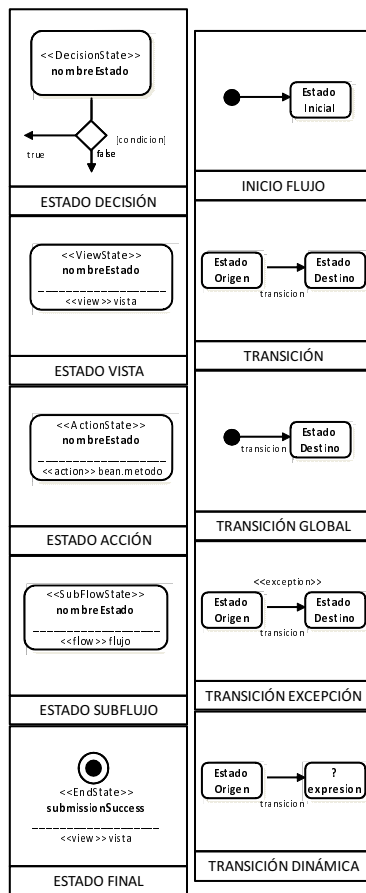 <<DecisionState>>
nombreEstado
[condicion]
true
false
ESTADO DECISIÓN
<<ViewState>>
nombreEstado
<<view>> vista
ESTADO VISTA
<<ActionState>>
nombreEstado
<<action>> bean.metodo
ESTADO ACCIÓN
<<SubFlowState>>
nombreEstado
<<flow>> flujo
ESTADO SUBFLUJO
<<EndState>>
submissionSuccess
<<view>> vista
ESTADO FINAL
Estado
Inicial
INICIO FLUJO
Estado
Origen
Estado
Destino
transicion
TRANSICIÓN
Estado
Destino
transicion
TRANSICIÓN GLOBAL
<<exception>>
Estado
Origen
Estado
Destino
transicion
TRANSICIÓN EXCEPCIÓN
Estado
Origen
?
expresion
transicion
TRANSICIÓN DINÁMICA